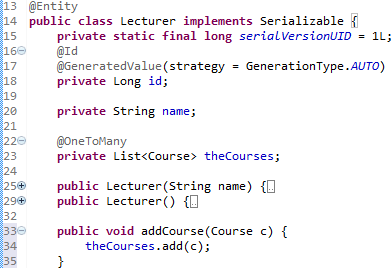 13 @Entity
14 public class Lecturer implements Serializable {
15     private static final long serialVersionUID = 1L;
16     @Id
17     @GeneratedValue(strategy = GenerationType.AUTO)
18     private Long id;
19
20     private String name;
21
22     @OneToMany
23     private List<Course> theCourses;
24
25     public Lecturer(String name) {
29     public Lecturer() {
32
33     public void addCourse(Course c) {
34         theCourses.add(c);
35     }